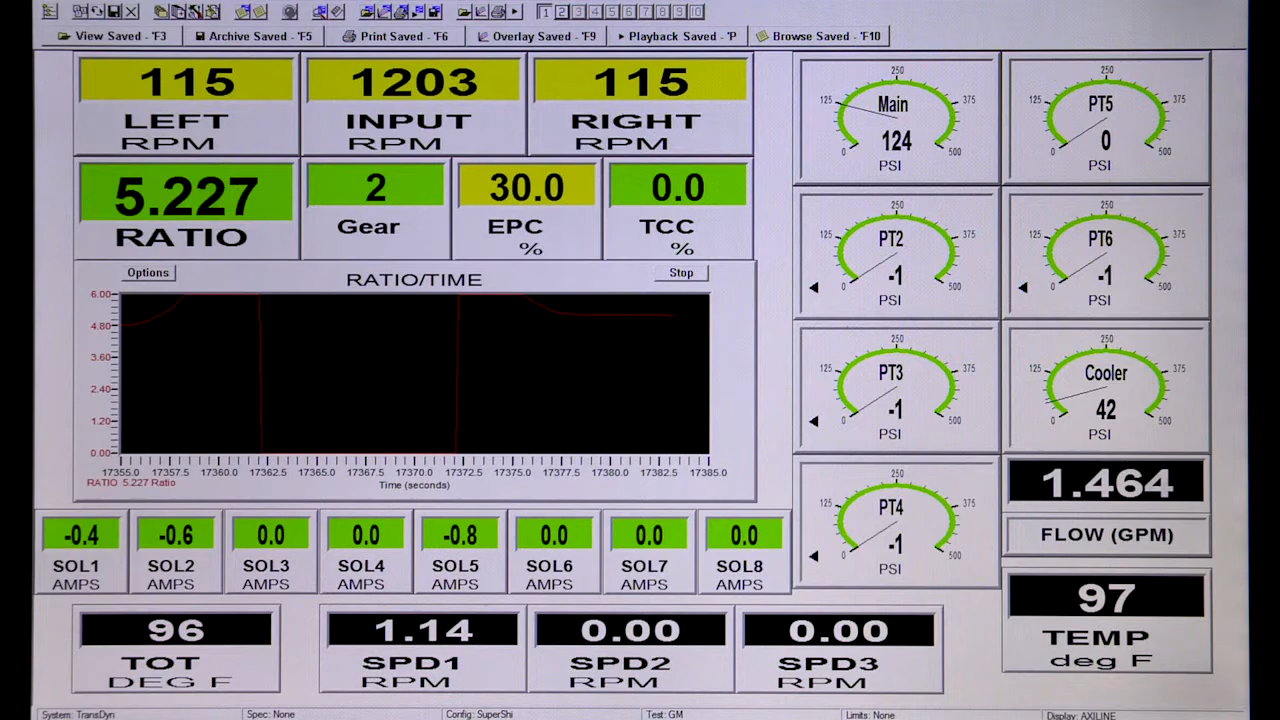 1 2 3 4 5 6 7 8 9 10
View Saved - 'F3 Archive Saved - 'F5 Print Saved - 'F6 Overlay Saved - 'F9 Playback Saved - 'P Browse Saved - 'F10
115 1203 115
LEFT INPUT RIGHT
RPM RPM RPM
5.227 2 30.0 0.0
RATIO Gear EPC TCC
% %
Options RATIO/TIME Stop
6.00
4.80
3.60
2.40
1.20
0.00
17355.0 17357.5 17360.0 17362.5 17365.0 17367.5 17370.0 17372.5 17375.0 17377.5 17380.0 17382.5 17385.0
RATIO 5.227 Ratio Time (seconds)
-0.4 -0.6 0.0 0.0 -0.8 0.0 0.0 0.0
SOL1 SOL2 SOL3 SOL4 SOL5 SOL6 SOL7 SOL8
AMPS AMPS AMPS AMPS AMPS AMPS AMPS AMPS
96 1.14 0.00 0.00
TOT SPD1 SPD2 SPD3
DEG F RPM RPM RPM
250
125 Main 375
124
0 500
PSI
250
125 PT5 375
0
0 500
PSI
250
125 PT2 375
-1
0 500
PSI
250
125 PT6 375
-1
0 500
PSI
250
125 PT3 375
-1
0 500
PSI
250
125 Cooler 375
42
0 500
PSI
250
125 PT4 375
-1
0 500
PSI
1.464
FLOW (GPM)
97
TEMP
deg F
System: TransDyn Spec: None Config: SuperShi Test: GM Limits: None Display: AXILINE